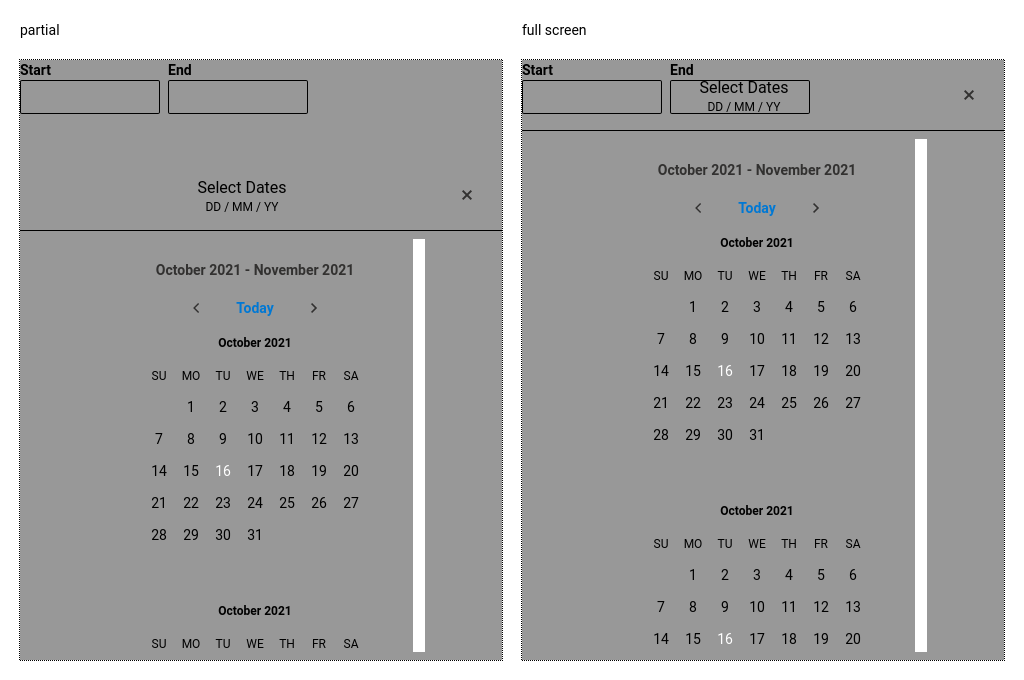 partial
Start End
Select Dates
DD / MM / YY
×
October 2021 - November 2021
Today
October 2021
SU MO TU WE TH FR SA
1 2 3 4 5 6
7 8 9 10 11 12 13
14 15 16 17 18 19 20
21 22 23 24 25 26 27
28 29 30 31
October 2021
SU MO TU WE TH FR SA
full screen
Start End
Select Dates
DD / MM / YY
×
October 2021 - November 2021
Today
October 2021
SU MO TU WE TH FR SA
1 2 3 4 5 6
7 8 9 10 11 12 13
14 15 16 17 18 19 20
21 22 23 24 25 26 27
28 29 30 31
October 2021
SU MO TU WE TH FR SA
1 2 3 4 5 6
7 8 9 10 11 12 13
14 15 16 17 18 19 20